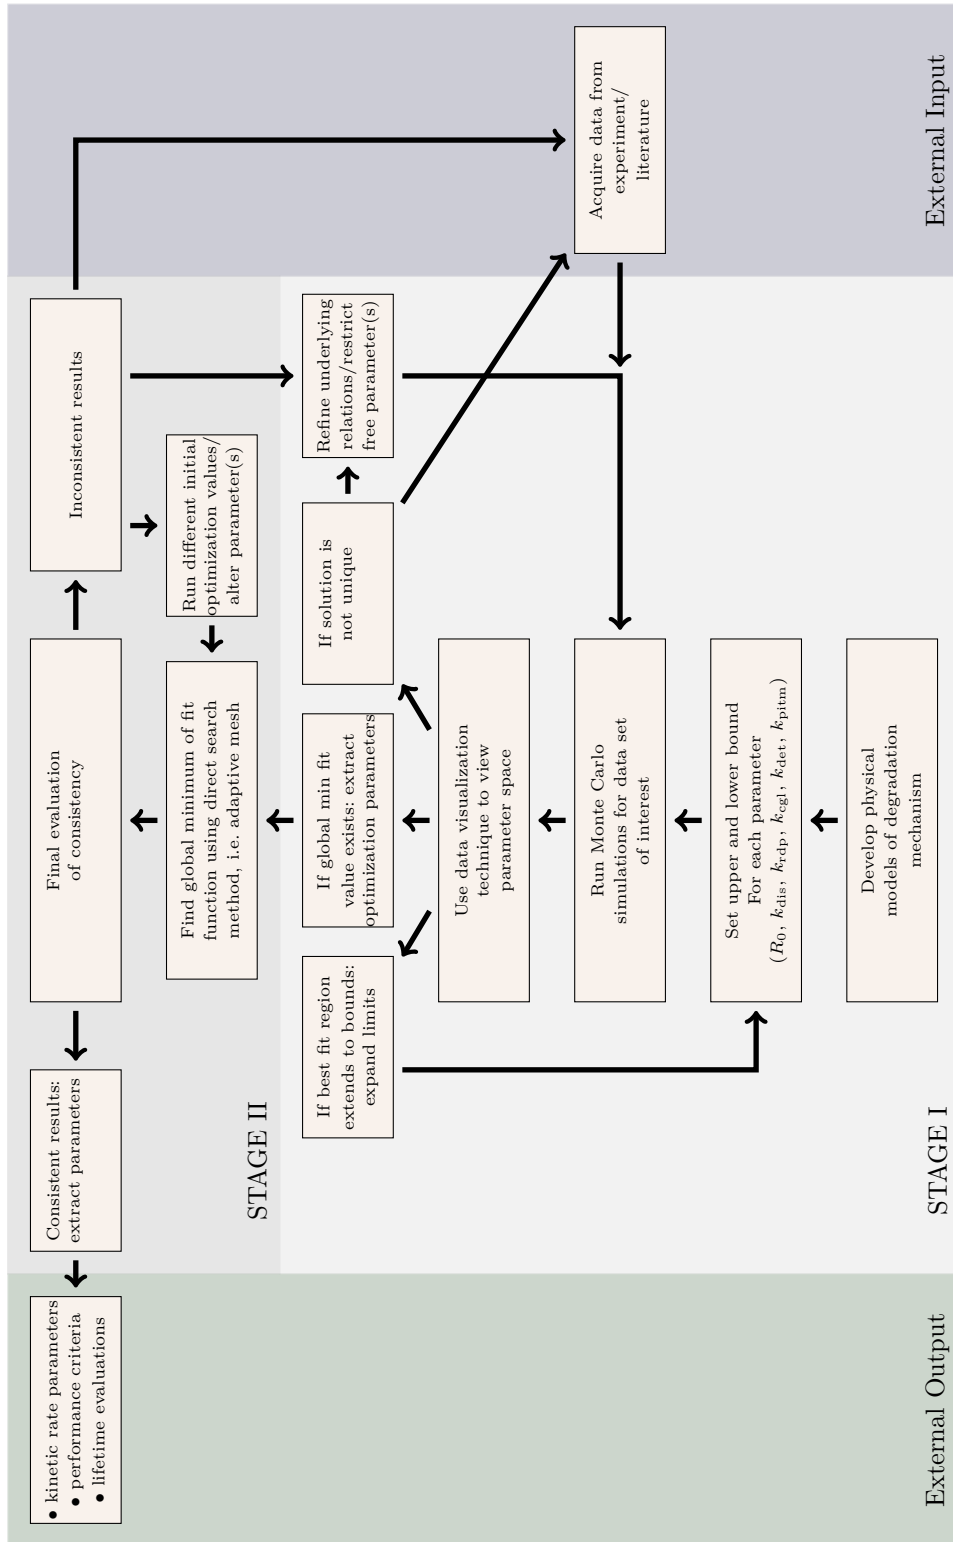 • kinetic rate parameters
• performance criteria
• lifetime evaluations
Consistent results:
extract parameters
Final evaluation
of consistency
Inconsistent results
Find global minimum of fit
function using direct search
method, i.e. adaptive mesh
Run different initial
optimization values/
alter parameter(s)
STAGE II
If best fit region
extends to bounds:
expand limits
If global min fit
value exists: extract
optimization parameters
If solution is
not unique
Refine underlying
relations/restrict
free parameter(s)
Use data visualization
technique to view
parameter space
Run Monte Carlo
simulations for data set
of interest
Acquire data from
experiment/
literature
Set upper and lower bound
For each parameter
(R₀, k_dis, k_rdp, k_cgl, k_det, k_pitm)
Develop physical
models of degradation
mechanism
External Output
STAGE I
External Input